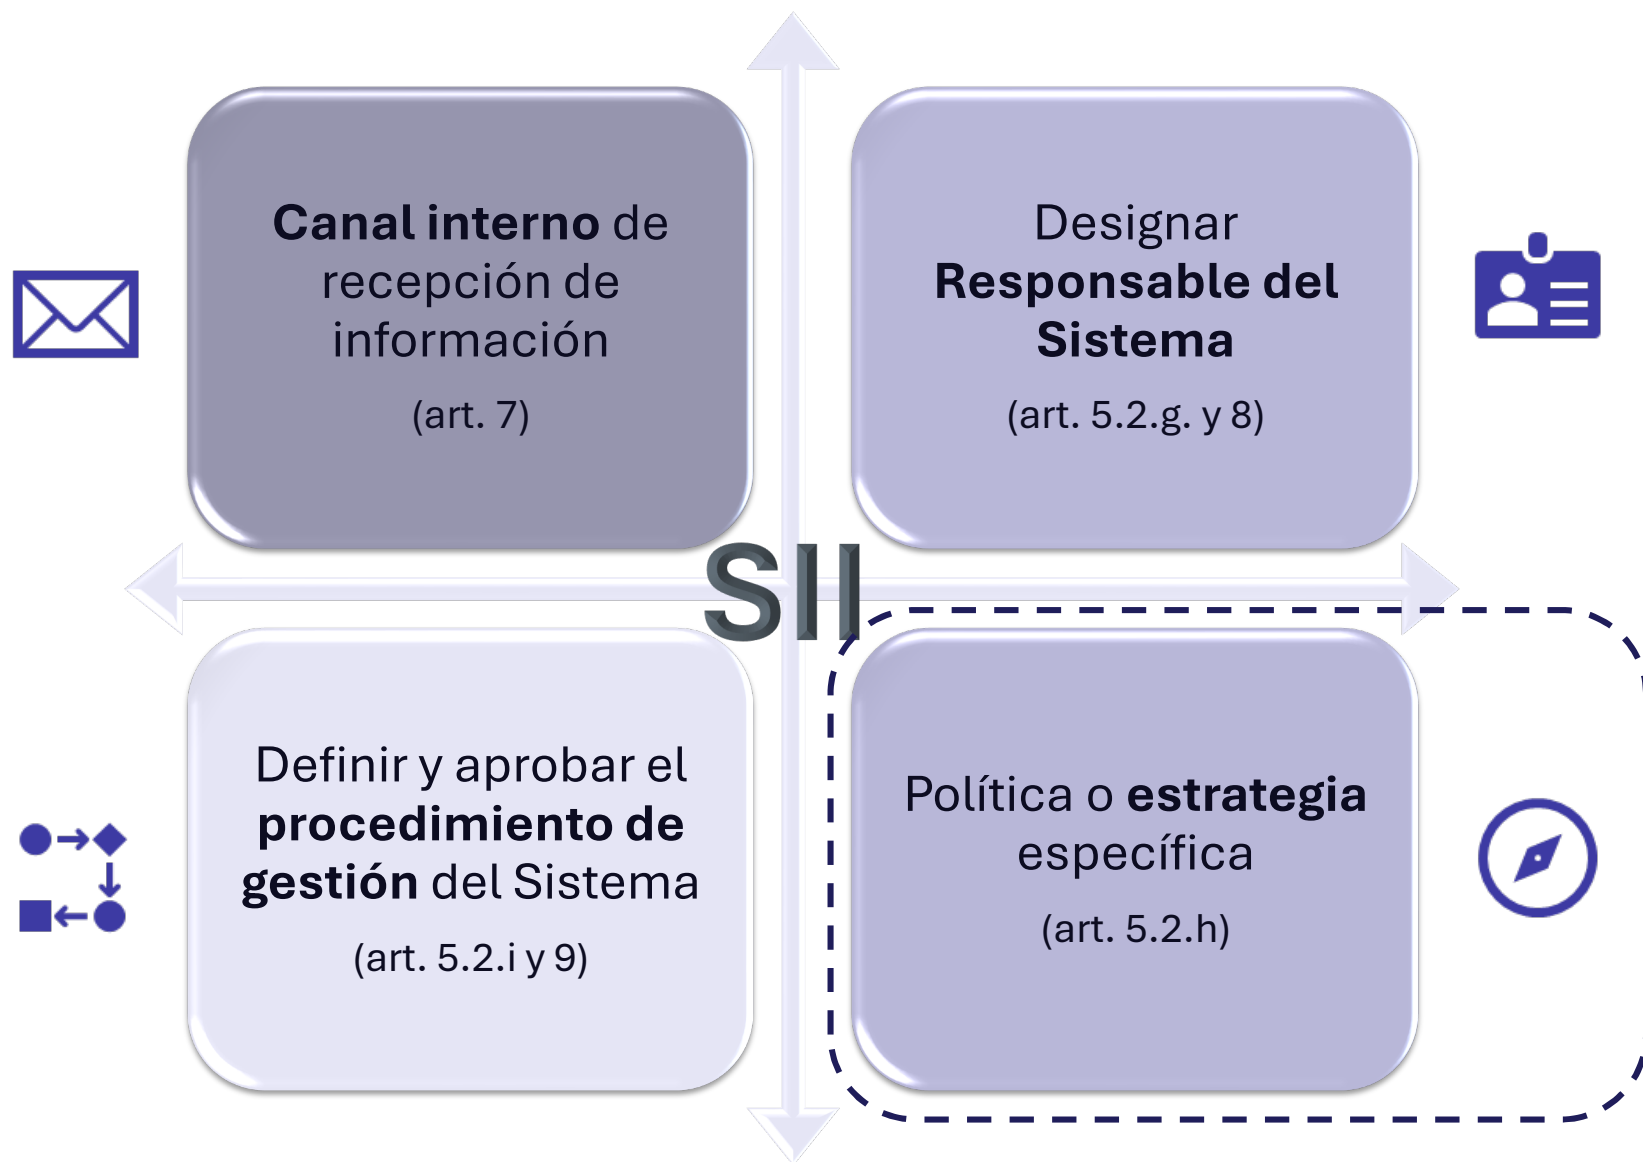 Canal interno de
recepción de
información
(art. 7)
Designar
Responsable del
Sistema
(art. 5.2.g. y 8)
SII
Definir y aprobar el
procedimiento de
gestión del Sistema
(art. 5.2.i y 9)
Política o estrategia
específica
(art. 5.2.h)